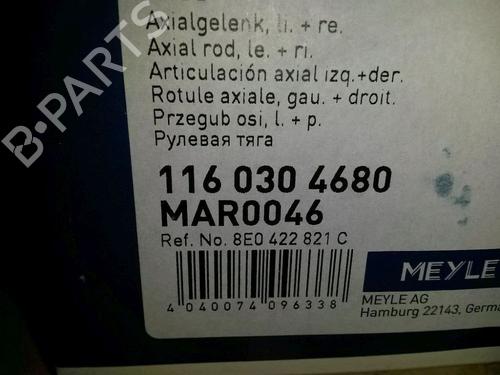 Axialgelenk, li. + re.
Axial rod, le. + ri.
Articulación axial izq.+der.
Rotule axiale, gau. + droit.
Przegub osi, l. + p.
Рулевая тяга
116 030 4680
MAR0046
Ref. No. 8E0 422 821 C
4 040074 096338
MEYLE
MEYLE AG
Hamburg 22143, Germa
B-PARTS